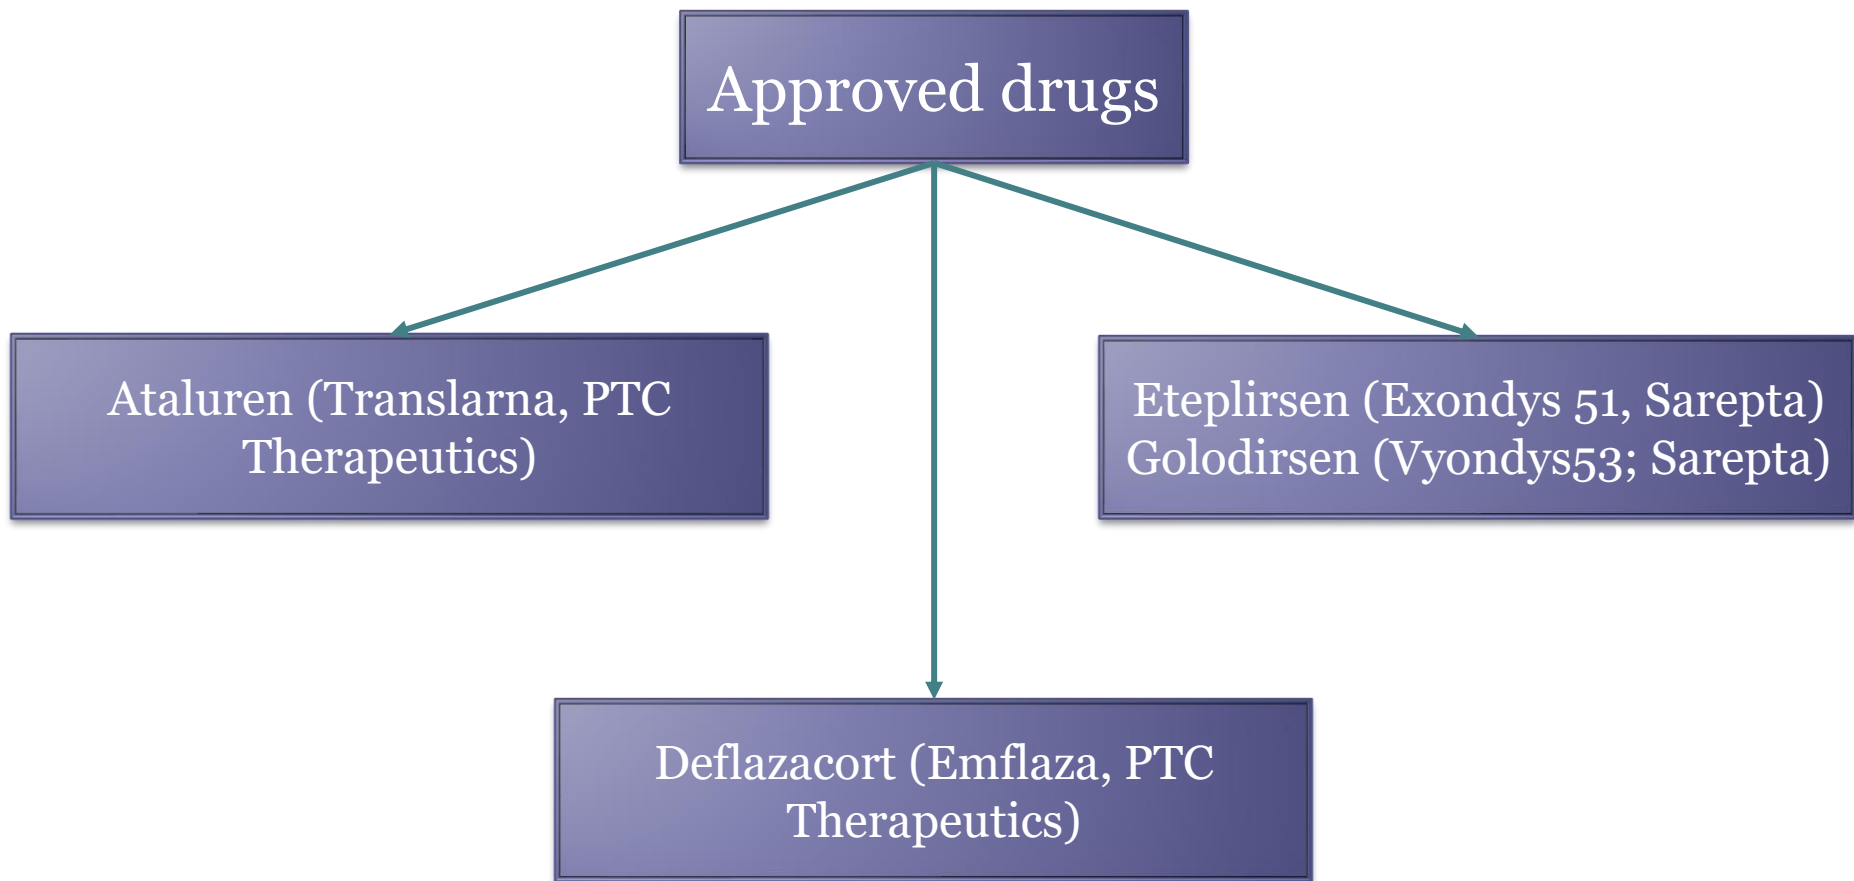 Approved drugs
Ataluren (Translarna, PTC
Therapeutics)
Eteplirsen (Exondys 51, Sarepta)
Golodirsen (Vyondys53; Sarepta)
Deflazacort (Emflaza, PTC
Therapeutics)